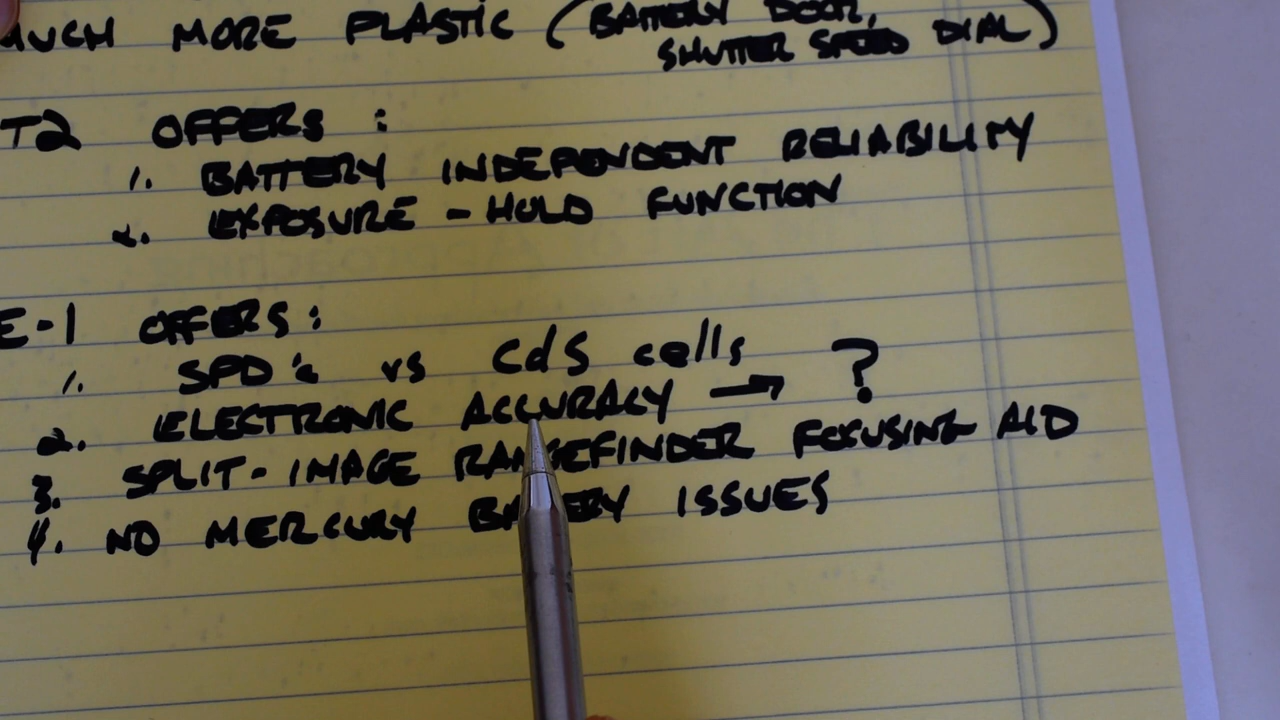 MUCH MORE PLASTIC (BATTERY DOOR,
SHUTTER SPEED DIAL)
T2 OFFERS :
1. BATTERY INDEPENDENT RELIABILITY
2. EXPOSURE - HOLD FUNCTION
E-1 OFFERS :
1. SPD's vs CdS cells
2. ELECTRONIC ACCURACY → ?
3. SPLIT-IMAGE RANGEFINDER FOCUSING AID
4. NO MERCURY BATTERY ISSUES